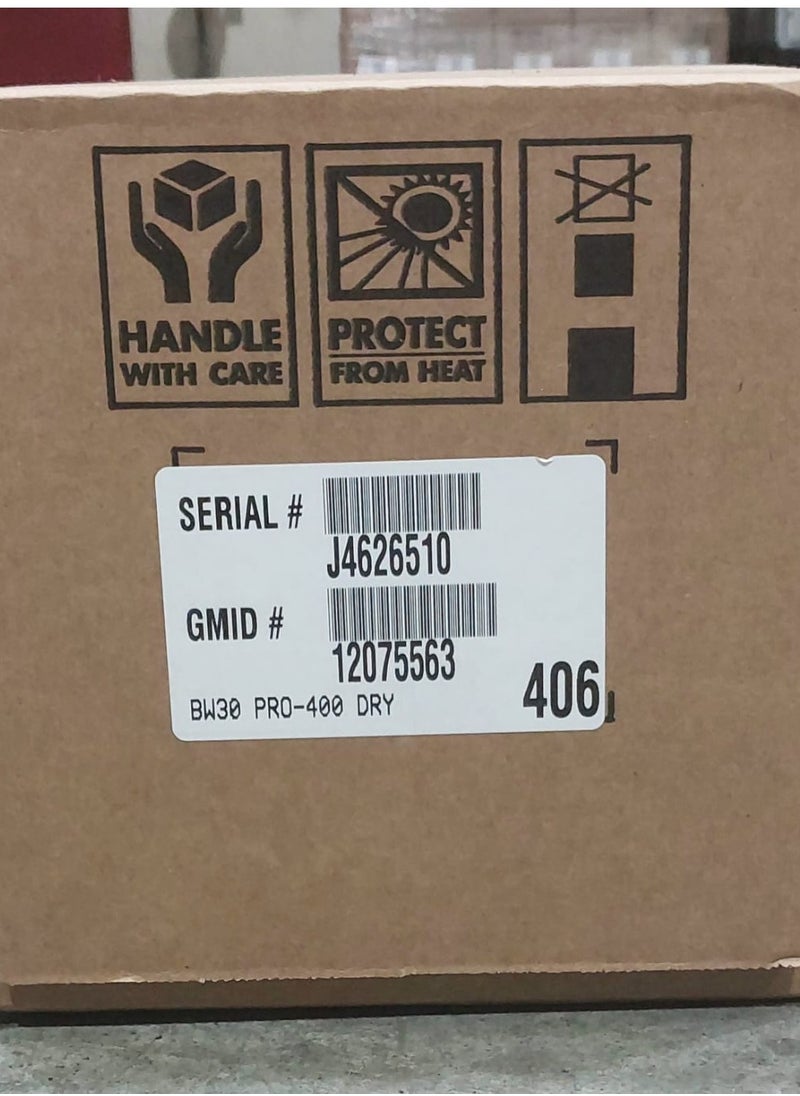 HANDLE
WITH CARE
PROTECT
FROM HEAT
SERIAL #
J4626510
GMID #
12075563
BW30 PRO-400 DRY
406